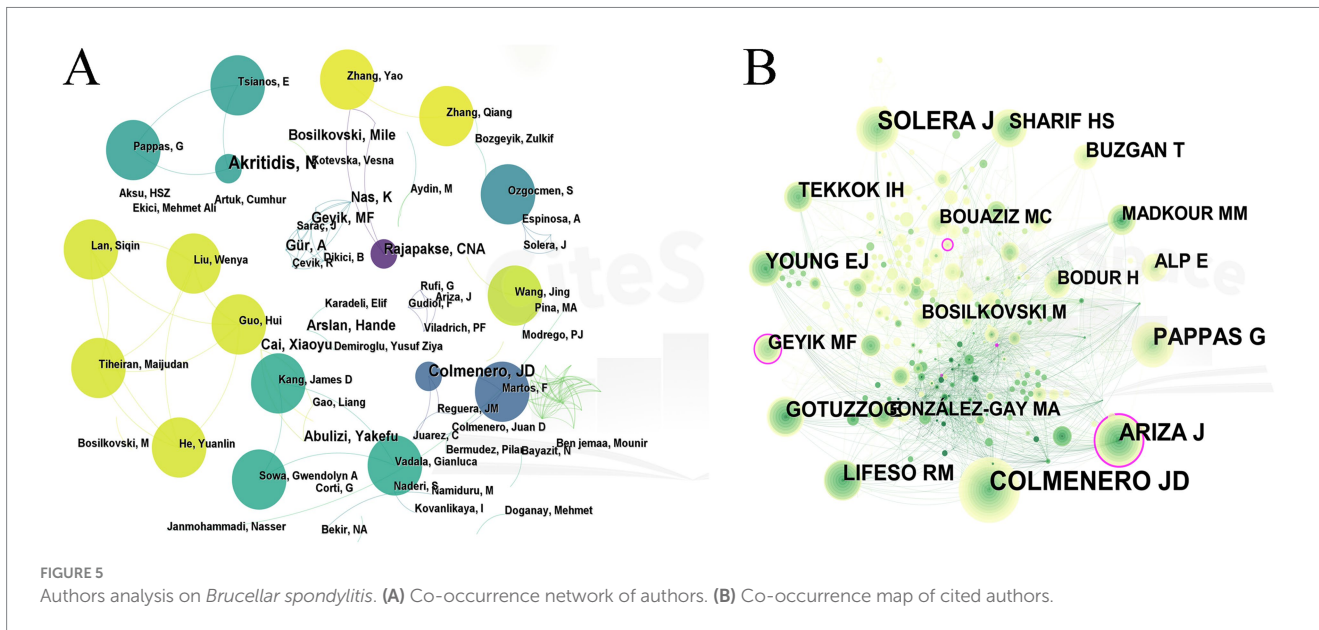 A
Tsianos, E
Zhang, Yao
Zhang, Qiang
Pappas, G
Bosilkovski, Mile
Bozgeyik, Zulkif
Akritidis, N
Kotevska, Vesna
Aksu, HSZ
Artuk, Cumhur
Aydin, M
Ozgocmen, S
Ekici, Mehmet Ali
Nas, K
Espinosa, A
Geyik, MF
Saraç, J
Solera, J
Lan, Siqin
Gür, A
Rajapakse, CNA
Liu, Wenya
Çevik, R
Dikici, B
Rufi, G
Wang, Jing
Ariza, J
Karadeli, Elif
Gudiol, F
Pina, MA
Guo, Hui
Arslan, Hande
Viladrich, PF
Modrego, PJ
Cai, Xiaoyu
Demiroglu, Yusuf Ziya
Tiheiran, Maijudan
Colmenero, JD
Kang, James D
Martos, F
Gao, Liang
Reguera, JM
Colmenero, Juan D
Bosilkovski, M
He, Yuanlin
Abulizi, Yakefu
Juarez, C
Ben jemaa, Mounir
Bermudez, Pilar
Bayazit, N
Vadala, Gianluca
Sowa, Gwendolyn A
Naderi, S
Corti, G
Namiduru, M
Kovanlikaya, I
Doganay, Mehmet
Janmohammadi, Nasser
Bekir, NA
CiteS
B
SOLERA J
SHARIF HS
BUZGAN T
TEKKOK IH
BOUAZIZ MC
MADKOUR MM
YOUNG EJ
BODUR H
ALP E
BOSILKOVSKI M
GEYIK MF
PAPPAS G
GOTUZZO E
GONZÁLEZ-GAY MA
ARIZA J
LIFESO RM
COLMENERO JD
FIGURE 5
Authors analysis on Brucellar spondylitis. (A) Co-occurrence network of authors. (B) Co-occurrence map of cited authors.